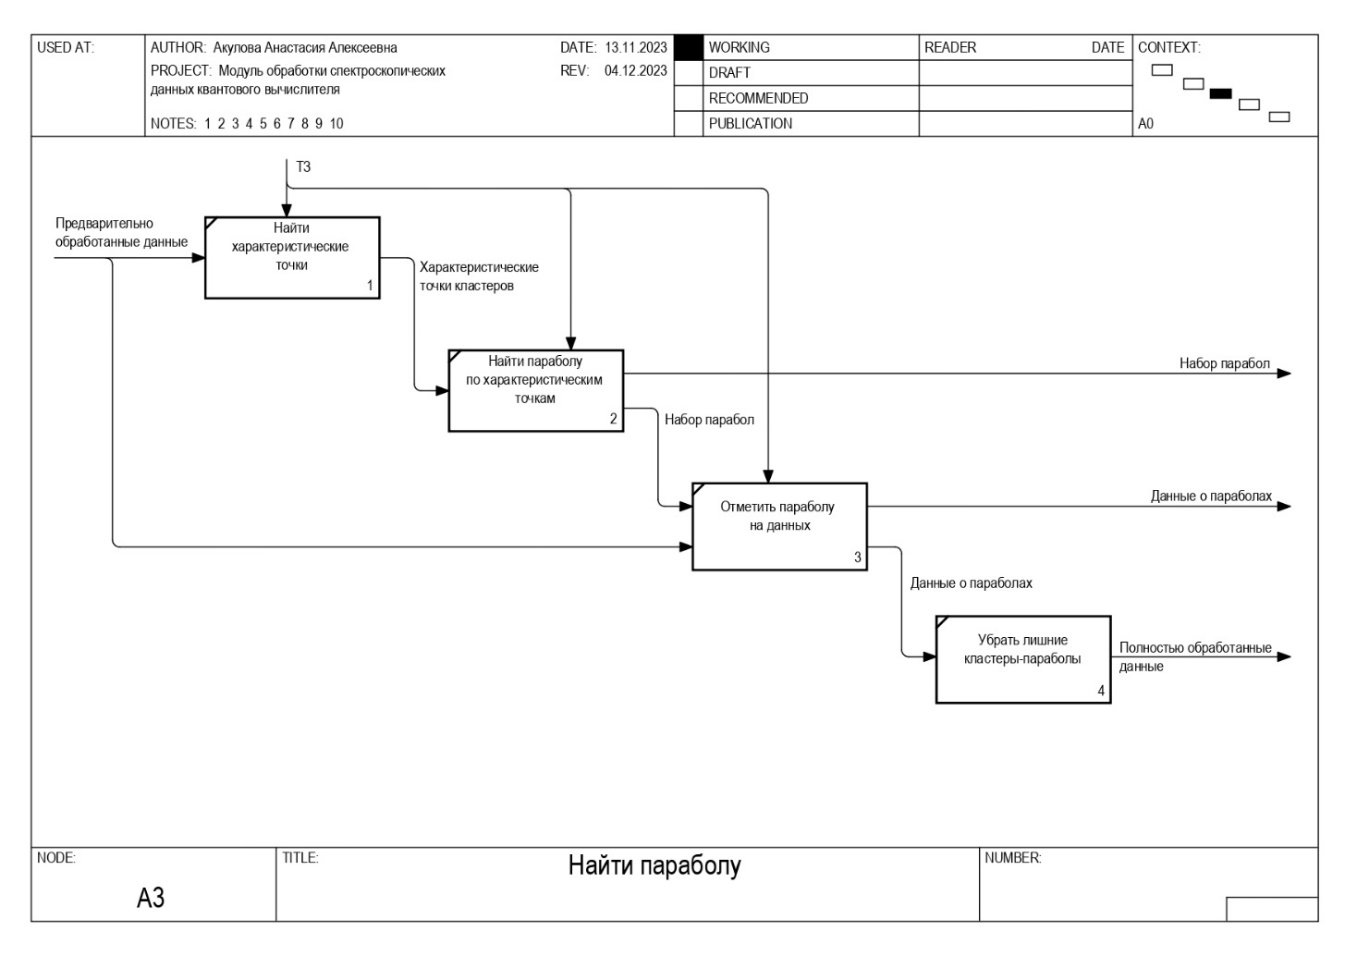 USED AT:
AUTHOR: Акулова Анастасия Алексеевна
DATE: 13.11.2023
PROJECT: Модуль обработки спектроскопических
данных квантового вычислителя
REV: 04.12.2023
NOTES: 1 2 3 4 5 6 7 8 9 10
WORKING
DRAFT
RECOMMENDED
PUBLICATION
READER
DATE
CONTEXT:
A0
ТЗ
Предварительно
обработанные данные
Найти
характеристические
точки
1
Характеристические
точки кластеров
Найти параболу
по характеристическим
точкам
2
Набор парабол
Набор парабол
Отметить параболу
на данных
3
Данные о параболах
Данные о параболах
Убрать лишние
кластеры-параболы
4
Полностью обработанные
данные
NODE:
A3
TITLE:
Найти параболу
NUMBER: